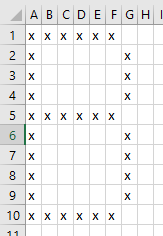 A B C D E F G H
1 x x x x x x
2 x x
3 x x
4 x x
5 x x x x x x
6 x x
7 x x
8 x x
9 x x
10 x x x x x x